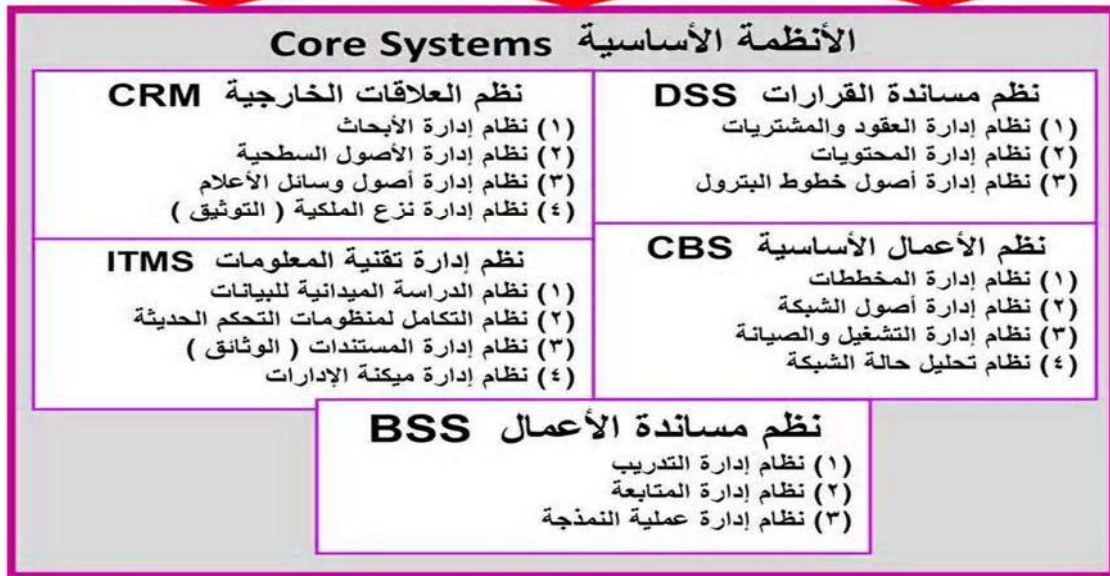 الأنظمة الأساسية Core Systems
نظم مساندة القرارات DSS
(١) نظام إدارة العقود والمشتريات
(٢) نظام إدارة المحتويات
(٣) نظام إدارة أصول خطوط البترول
نظم العلاقات الخارجية CRM
(١) نظام إدارة الأبحاث
(٢) نظام إدارة الأصول السطحية
(٣) نظام إدارة أصول وسائل الأعلام
(٤) نظام إدارة نزع الملكية ( التوثيق )
نظم الأعمال الأساسية CBS
(١) نظام إدارة المخططات
(٢) نظام إدارة أصول الشبكة
(٣) نظام إدارة التشغيل والصيانة
(٤) نظام تحليل حالة الشبكة
نظم إدارة تقنية المعلومات ITMS
(١) نظام الدراسة الميدانية للبيانات
(٢) نظام التكامل لمنظومات التحكم الحديثة
(٣) نظام إدارة المستندات ( الوثائق )
(٤) نظام إدارة ميكنة الإدارات
نظم مساندة الأعمال BSS
(١) نظام إدارة التدريب
(٢) نظام إدارة المتابعة
(٣) نظام إدارة عملية النمذجة